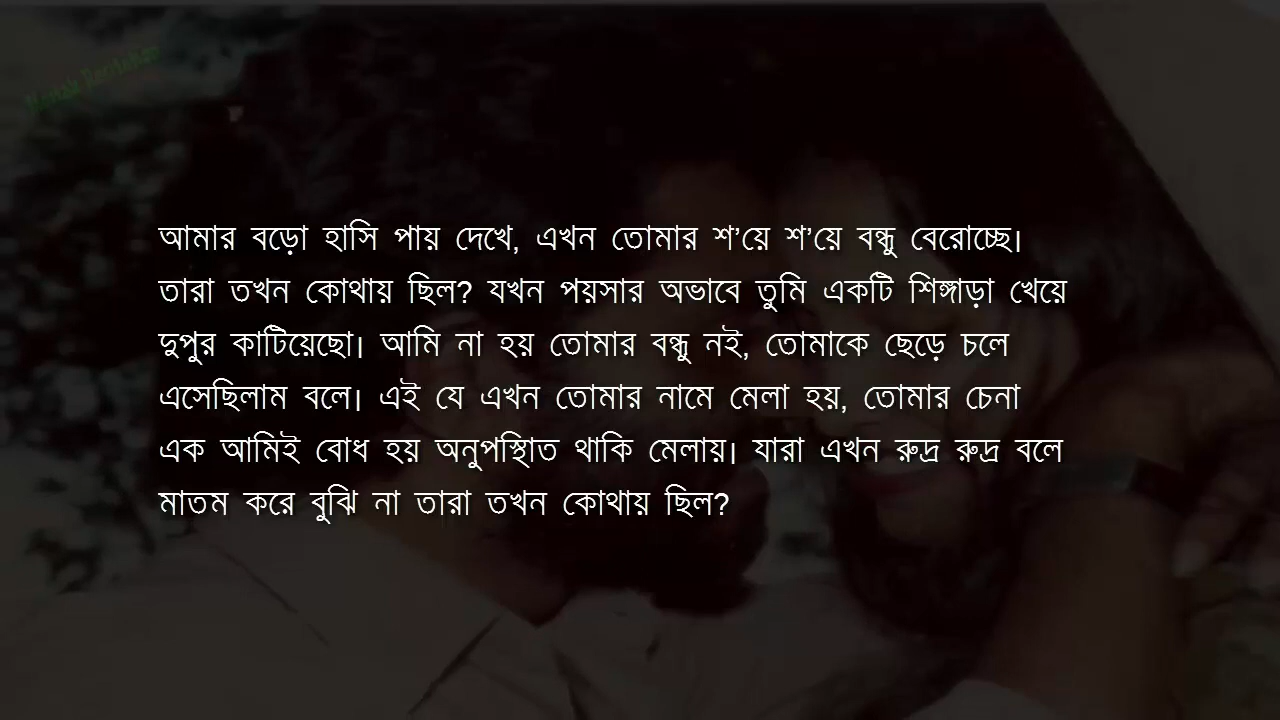 আমার বড়ো হাসি পায় দেখে, এখন তোমার শ’য়ে শ’য়ে বন্ধু বেরোচ্ছে।
তারা তখন কোথায় ছিল? যখন পয়সার অভাবে তুমি একটি শিঙ্গাড়া খেয়ে
দুপুর কাটিয়েছো। আমি না হয় তোমার বন্ধু নই, তোমাকে ছেড়ে চলে
এসেছিলাম বলে। এই যে এখন তোমার নামে মেলা হয়, তোমার চেনা
এক আমিই বোধ হয় অনুপস্থিাত থাকি মেলায়। যারা এখন রুদ্র রুদ্র বলে
মাতম করে বুঝি না তারা তখন কোথায় ছিল?